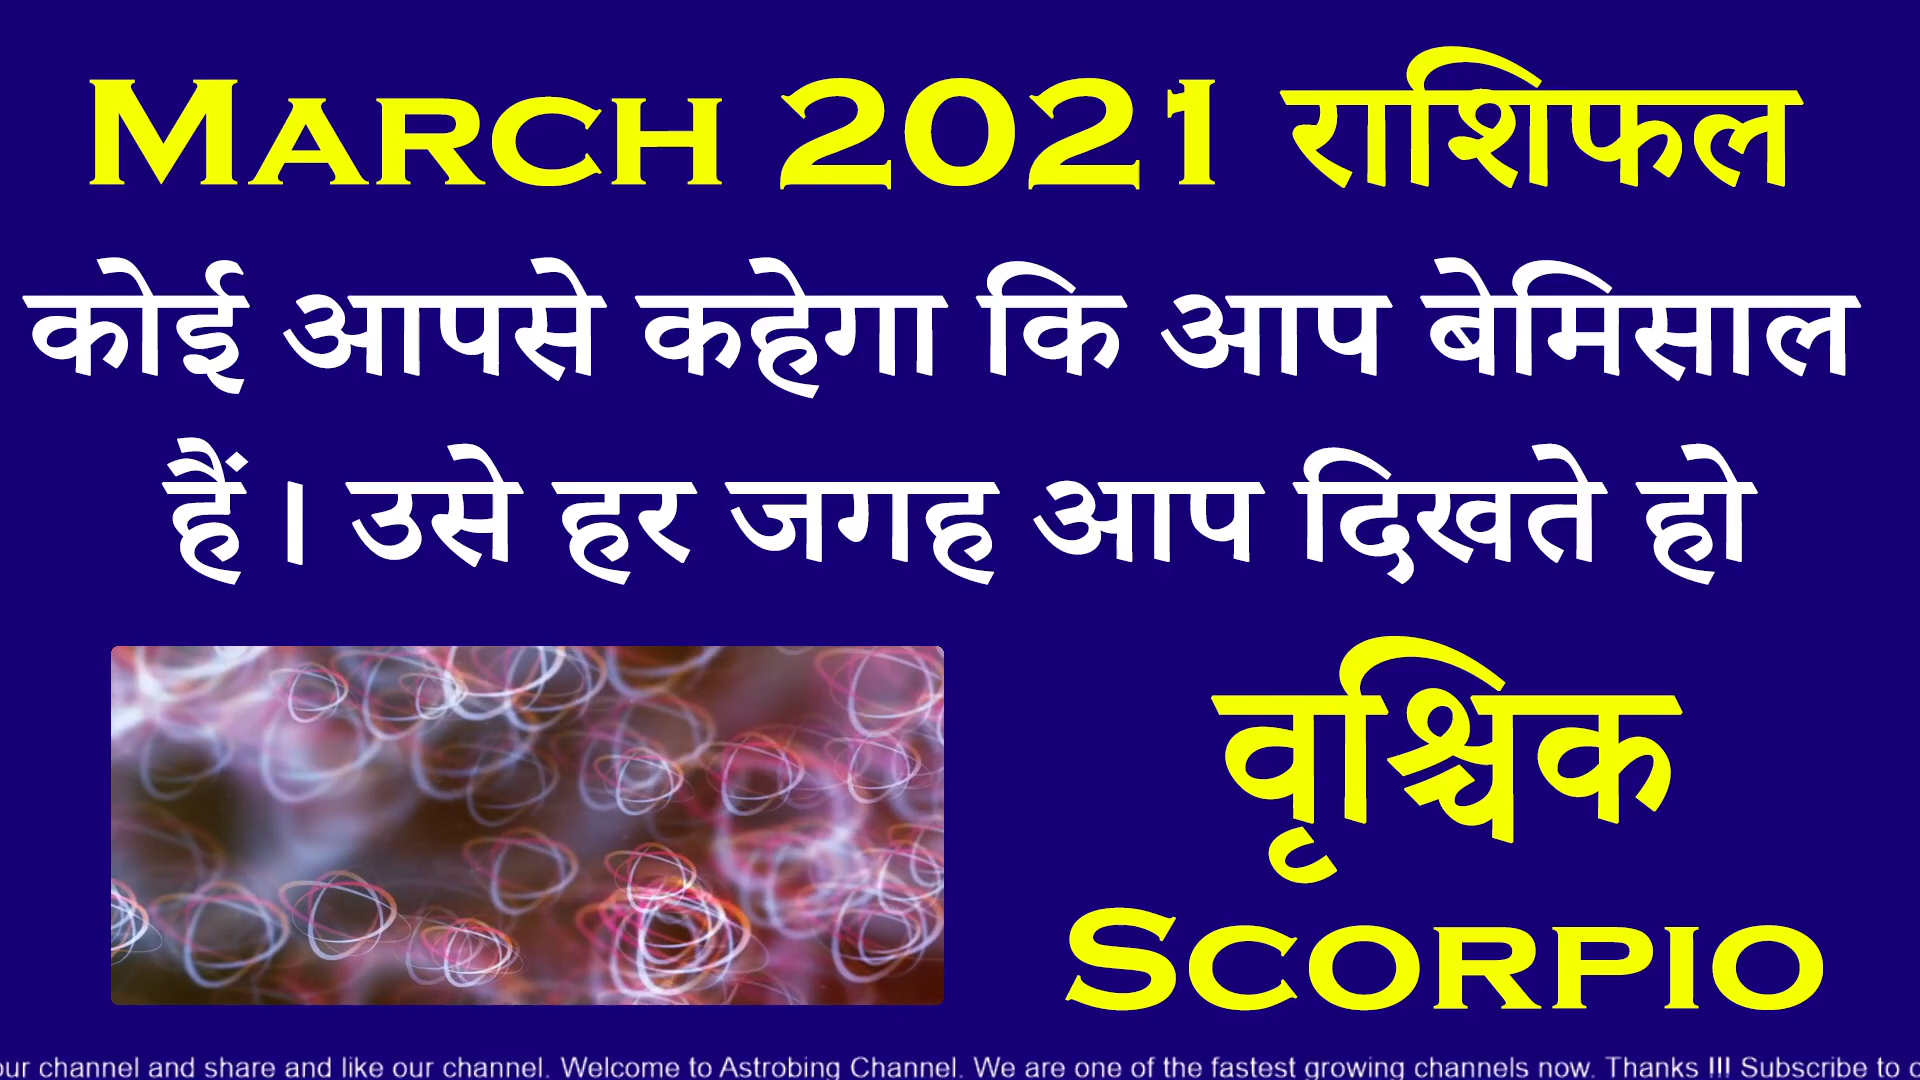 March 2021 राशिफल
कोई आपसे कहेगा कि आप बेमिसाल
हैं। उसे हर जगह आप दिखते हो
वृश्चिक
Scorpio
our channel and share and like our channel. Welcome to Astrobing Channel. We are one of the fastest growing channels now. Thanks !!! Subscribe to